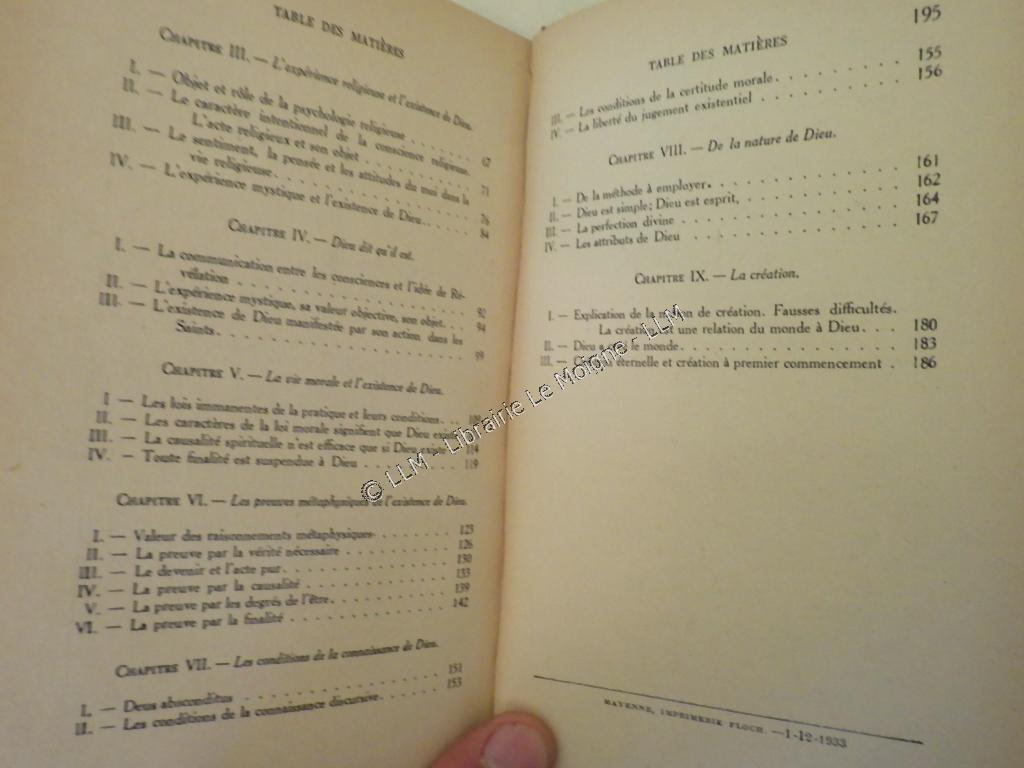 TABLE DES MATIÈRES
CHAPITRE III. — L'expérience religieuse et l'existence de Dieu.
I. — Objet et rôle de la psychologie religieuse . . . . . . . 67
II. — Le caractère intentionnel de la conscience religieuse.
L'acte religieux et son objet . . . . . . . . . 71
III. — Le sentiment, la pensée et les attitudes du moi dans la
vie religieuse. . . . . . . . . . . . . . . 76
IV. — L'expérience mystique et l'existence de Dieu. . . . . 84
CHAPITRE IV. — Dieu dit qu'il est.
I. — La communication entre les consciences et l'idée de Ré-
vélation . . . . . . . . . . . . . . . 92
II. — L'expérience mystique, sa valeur objective, son objet. . . 94
III. — L'existence de Dieu manifestée par son action dans les
Saints. . . . . . . . . . . . . . . . 99
CHAPITRE V. — La vie morale et l'existence de Dieu.
I — Les lois immanentes de la pratique et leurs conditions. . . 109
II. — Les caractères de la loi morale signifient que Dieu
III. — La causalité spirituelle n'est efficace que si Dieu existe 114
IV. — Toute finalité est suspendue à Dieu . . . . . . . . 119
CHAPITRE VI. — Les preuves métaphysiques de l'existence de Dieu.
I. — Valeur des raisonnements métaphysiques . . . . . . 123
II. — La preuve par la vérité nécessaire . . . . . . . . 126
III. — Le devenir et l'acte pur. . . . . . . . . . . . 130
IV. — La preuve par la causalité . . . . . . . . . . . 133
V. — La preuve par les degrés de l'être. . . . . . . . . 139
VI. — La preuve par la finalité . . . . . . . . . . . 142
CHAPITRE VII. — Les conditions de la connaissance de Dieu.
I. — Deus absconditus . . . . . . . . . . . . . . 151
II. — Les conditions de la connaissance discursive. . . . . . 153
195
TABLE DES MATIÈRES
III. — Les conditions de la certitude morale. . . . . . . . . 155
IV. — La liberté du jugement existentiel . . . . . . . . . 156
CHAPITRE VIII. — De la nature de Dieu.
I. — De la méthode à employer. . . . . . . . . . . . 161
II. — Dieu est simple; Dieu est esprit, . . . . . . . . . 162
III. — La perfection divine . . . . . . . . . . . . . 164
IV. — Les attributs de Dieu . . . . . . . . . . . . . 167
CHAPITRE IX. — La création.
I. — Explication de la notion de création. Fausses difficultés.
La création est une relation du monde à Dieu. . . 180
II. — Dieu a créé le monde. . . . . . . . . . . . . 183
III. — Création éternelle et création à premier commencement . 186
MAYENNE, IMPRIMERIE FLOCH. — 1-12-1933
© LLM - Librairie Le Moigne - LLM